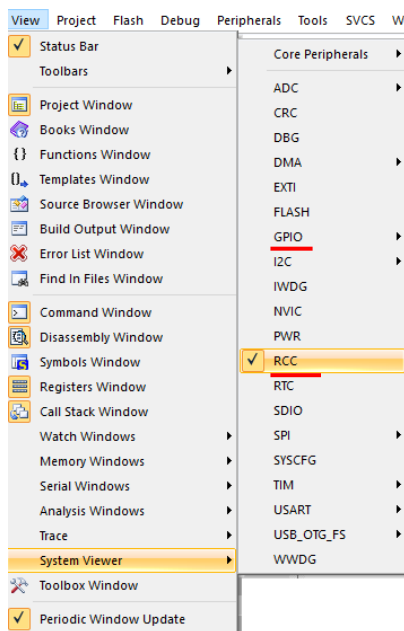 View Project Flash Debug Peripherals Tools SVCS W
Status Bar
Toolbars
Project Window
Books Window
{} Functions Window
Templates Window
Source Browser Window
Build Output Window
Error List Window
Find In Files Window
Command Window
Disassembly Window
Symbols Window
Registers Window
Call Stack Window
Watch Windows
Memory Windows
Serial Windows
Analysis Windows
Trace
System Viewer
Toolbox Window
Periodic Window Update
Core Peripherals
ADC
CRC
DBG
DMA
EXTI
FLASH
GPIO
I2C
IWDG
NVIC
PWR
RCC
RTC
SDIO
SPI
SYSCFG
TIM
USART
USB_OTG_FS
WWDG